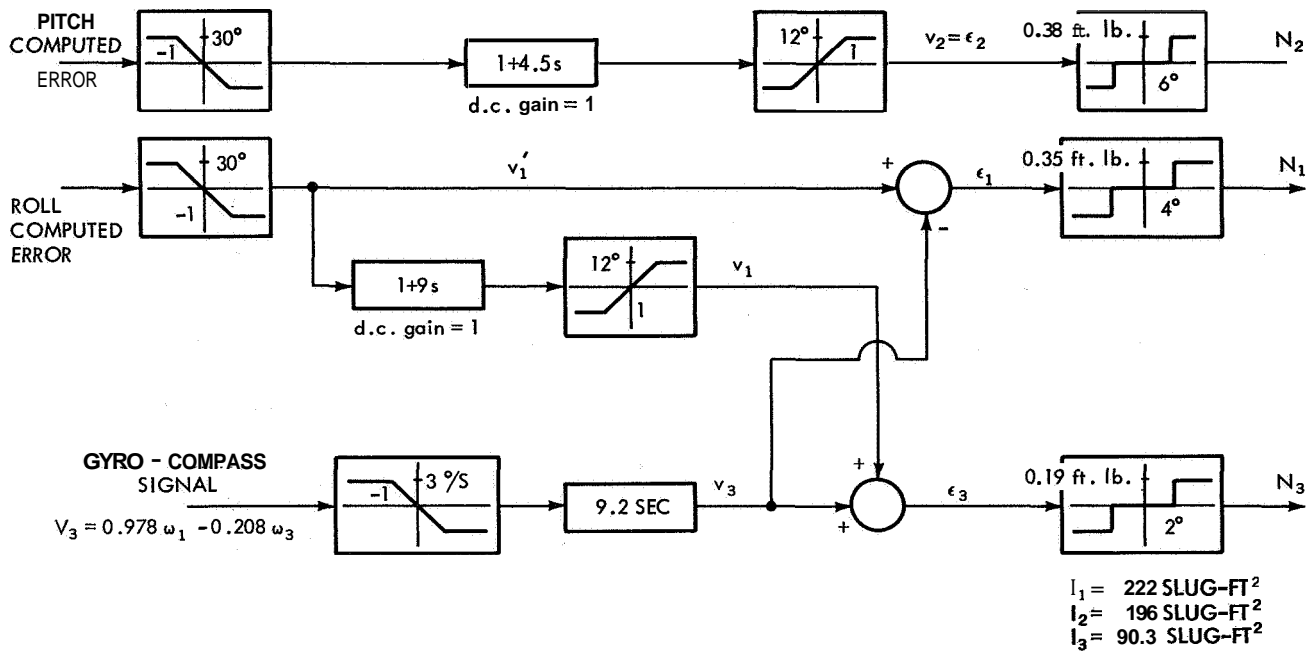 PITCH
COMPUTED
ERROR
-1
30°
1+4.5s
d.c. gain = 1
12°
1
v₂ = ϵ₂
0.38 ft. lb.
6°
N₂
ROLL
COMPUTED
ERROR
30°
-1
v₁′
+
-
ϵ₁
0.35 ft. lb.
4°
N₁
1+9s
d.c. gain = 1
12°
1
v₁
GYRO - COMPASS
SIGNAL
V₃ = 0.978 ω₁ -0.208 ω₃
-1
3 °/S
9.2 SEC
v₃
+
+
ϵ₃
0.19 ft. lb.
2°
N₃
I₁ = 222 SLUG-FT²
I₂ = 196 SLUG-FT²
I₃ = 90.3 SLUG-FT²